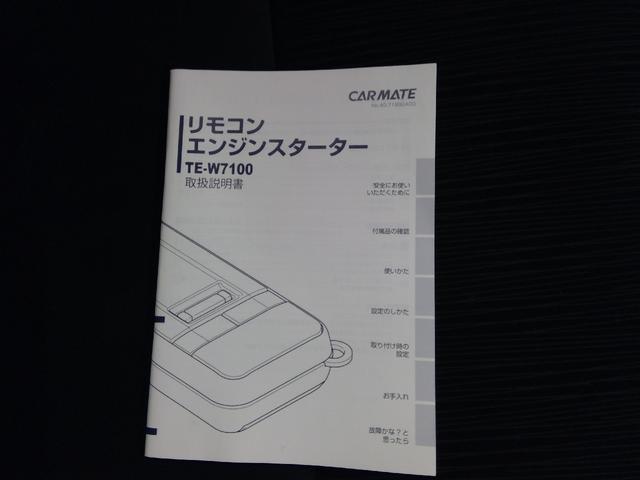 CARMATE
リモコン
エンジンスターター
TE-W7100
取扱説明書
安全にお使い
いただくために
付属品の確認
使いかた
設定のしかた
取り付け時の
設定
お手入れ
故障かな？と
思ったら